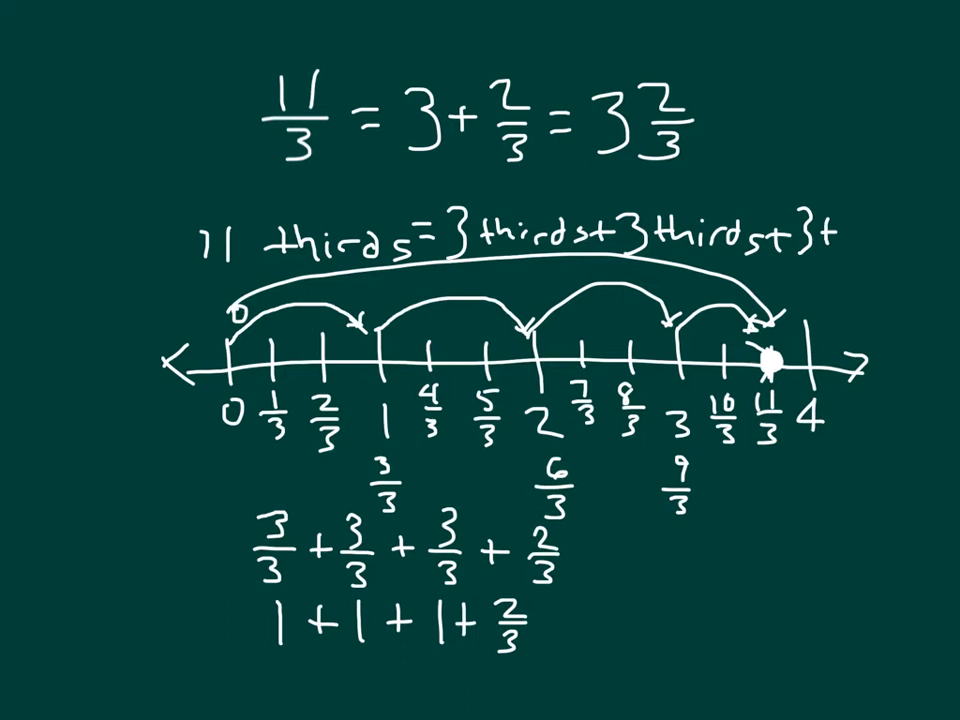 11/3 = 3 + 2/3 = 3 2/3
11 thirds = 3 thirds + 3 thirds + 3 t
0
0 1/3 2/3 1 4/3 5/3 2 7/3 8/3 3 10/3 11/3 4
3/3 6/3 9/3
3/3 + 3/3 + 3/3 + 2/3
1 + 1 + 1 + 2/3